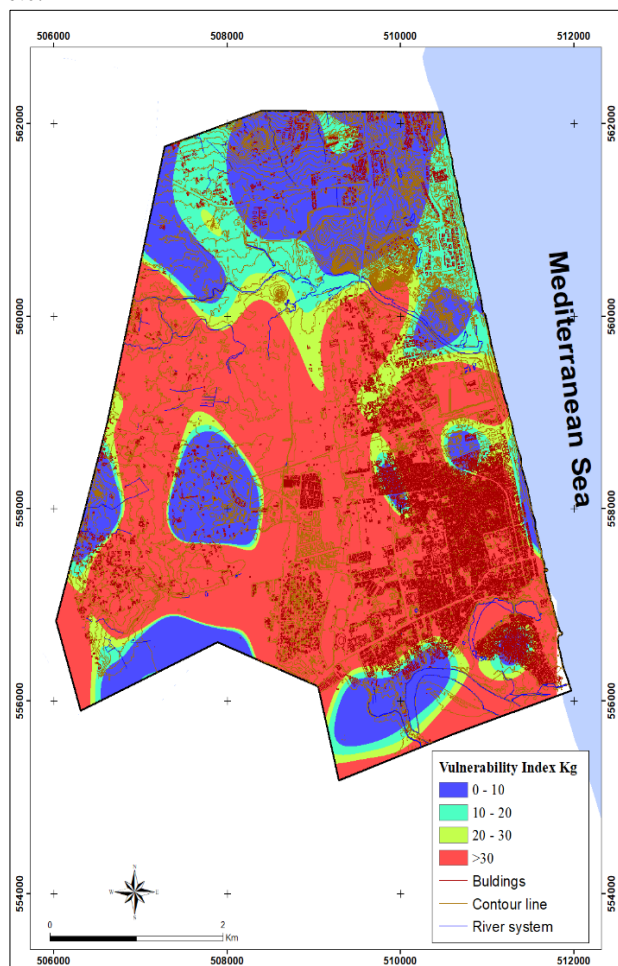 506000 508000 510000 512000
562000 562000
Mediterranean Sea
560000 560000
558000 558000
556000 556000
Vulnerability Index Kg
0 - 10
10 - 20
20 - 30
>30
Buldings
Contour line
River system
554000 554000
N
W E
S
0 2
Km
506000 508000 510000 512000